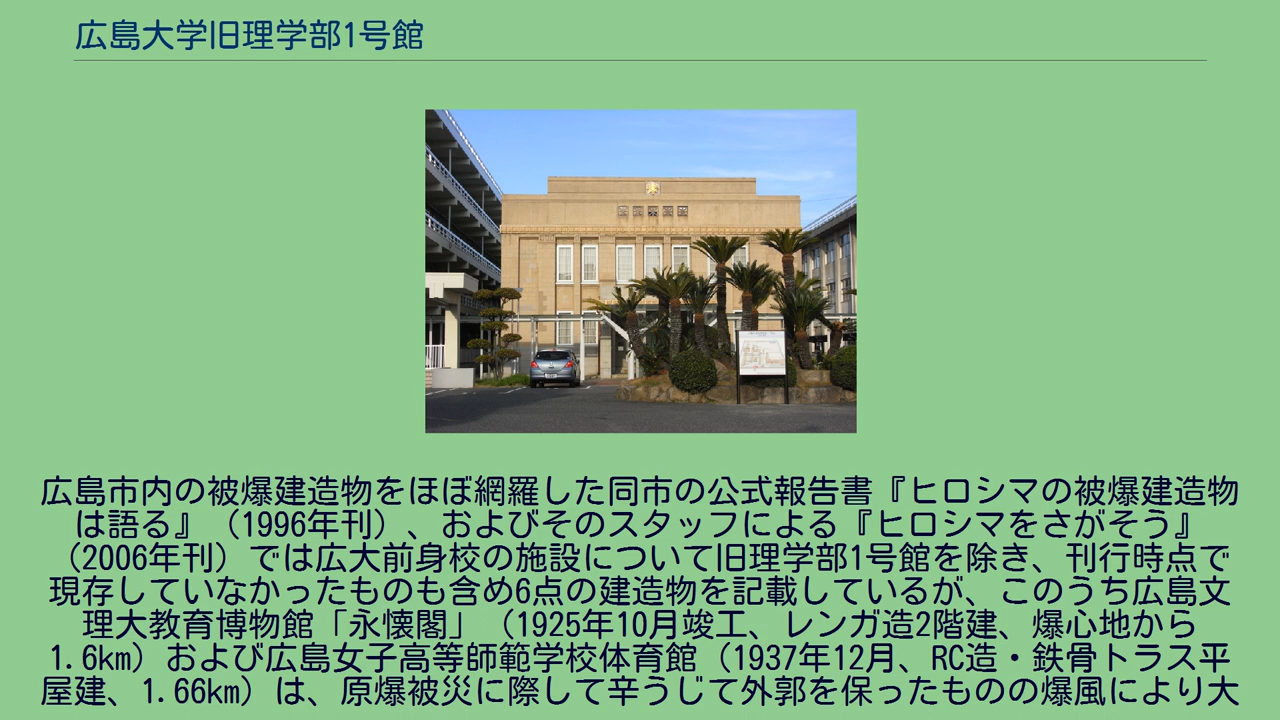 広島大学旧理学部1号館
広島市内の被爆建造物をほぼ網羅した同市の公式報告書『ヒロシマの被爆建造物
は語る』（1996年刊）、およびそのスタッフによる『ヒロシマをさがそう』
（2006年刊）では広大前身校の施設について旧理学部1号館を除き、刊行時点で
現存していなかったものも含め6点の建造物を記載しているが、このうち広島文
理大教育博物館「永懐閣」（1925年10月竣工、レンガ造2階建、爆心地から
1.6km）および広島女子高等師範学校体育館（1937年12月、RC造・鉄骨トラス平
屋建、1.66km）は、原爆被災に際して辛うじて外郭を保ったものの爆風により大